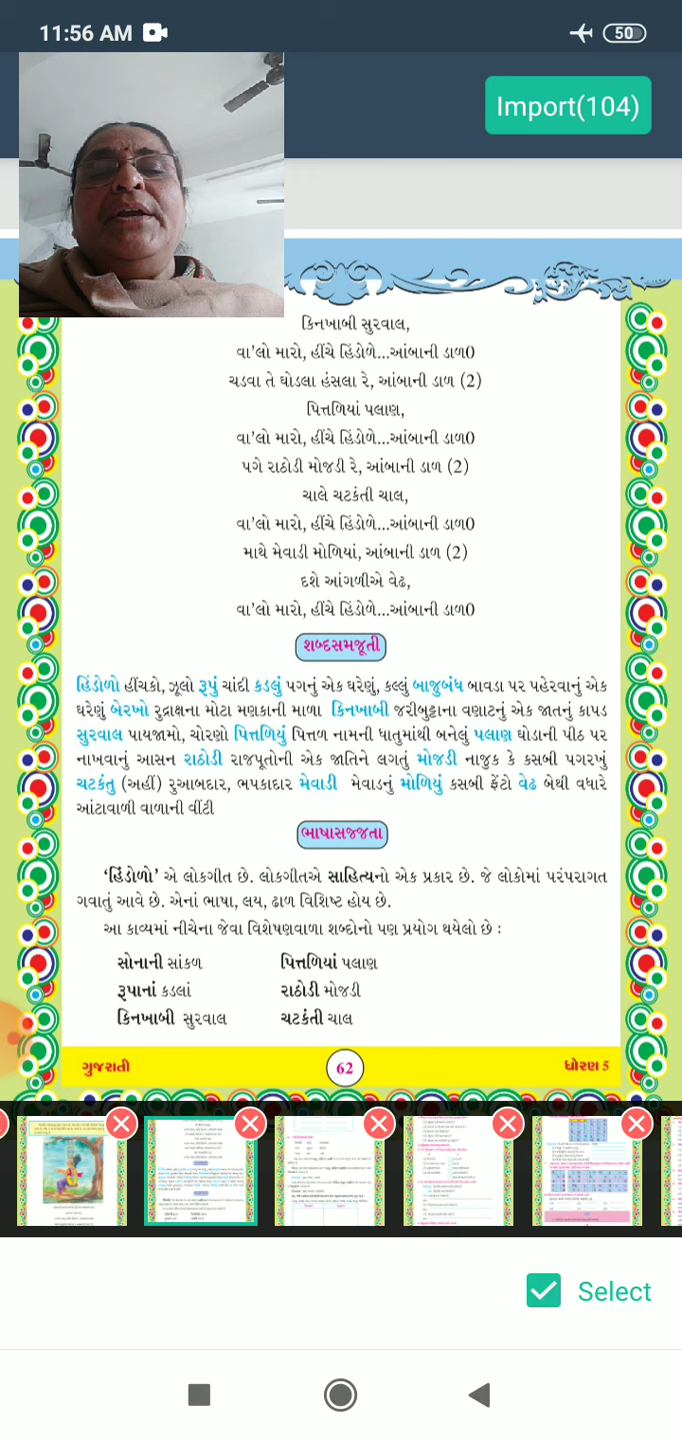 11:56 AM
50
Import(104)
કિનખાબી સુરવાલ,
વા'લો મારો, હીંચે હિંડોળે...આંબાની ડાળ0
ચડવા તે ઘોડલા હંસલા રે, આંબાની ડાળ (2)
પિત્તળિયાં પલાણ,
વા'લો મારો, હીંચે હિંડોળે...આંબાની ડાળ0
પગે રાઠોડી મોજડી રે, આંબાની ડાળ (2)
ચાલે ચટકંતી ચાલ,
વા'લો મારો, હીંચે હિંડોળે...આંબાની ડાળ0
માથે મેવાડી મોળિયાં, આંબાની ડાળ (2)
દશે આંગળીએ વેઢ,
વા'લો મારો, હીંચે હિંડોળે...આંબાની ડાળ0
શબ્દસમજૂતી
હિંડોળો હીંચકો, ઝૂલો રૂપું ચાંદી કડલું પગનું એક ઘરેણું, કલ્લું બાજુબંધ બાવડા પર પહેરવાનું એક
ઘરેણું બેરખો રુદ્રાક્ષના મોટા મણકાની માળા કિનખાબી જરીબુટ્ટાના વણાટનું એક જાતનું કાપડ
સુરવાલ પાયજામો, ચોરણો પિત્તળિયું પિત્તળ નામની ધાતુમાંથી બનેલું પલાણ ઘોડાની પીઠ પર
નાખવાનું આસન રાઠોડી રાજપૂતોની એક જાતિને લગતું મોજડી નાજુક કે કસબી પગરખું
ચટકંતુ (અહીં) રુઆબદાર, ભપકાદાર મેવાડી મેવાડનું મોળિયું કસબી ફેંટો વેઢ બેથી વધારે
આંટાવાળી વાળાની વીંટી
ભાષાસજ્જતા
'હિંડોળો' એ લોકગીત છે. લોકગીતએ સાહિત્યનો એક પ્રકાર છે. જે લોકોમાં પરંપરાગત
ગવાતું આવે છે. એનાં ભાષા, લય, ઢાળ વિશિષ્ટ હોય છે.
આ કાવ્યમાં નીચેના જેવા વિશેષણવાળા શબ્દોનો પણ પ્રયોગ થયેલો છે :
સોનાની સાંકળ પિત્તળિયાં પલાણ
રૂપાનાં કડલાં રાઠોડી મોજડી
કિનખાબી સુરવાલ ચટકંતી ચાલ
ગુજરાતી 62 ધોરણ 5
Select